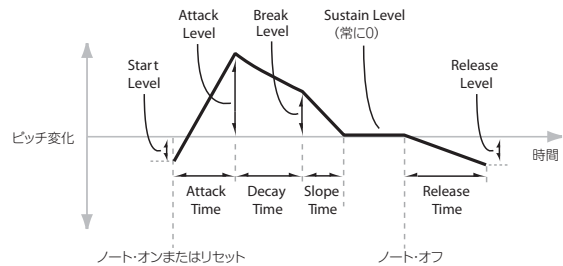 Attack
Level
Break
Level
Sustain Level
(常に0)
Start
Level
Release
Level
ピッチ変化
時間
Attack
Time
Decay
Time
Slope
Time
Release
Time
ノート・オンまたはリセット
ノート・オフ